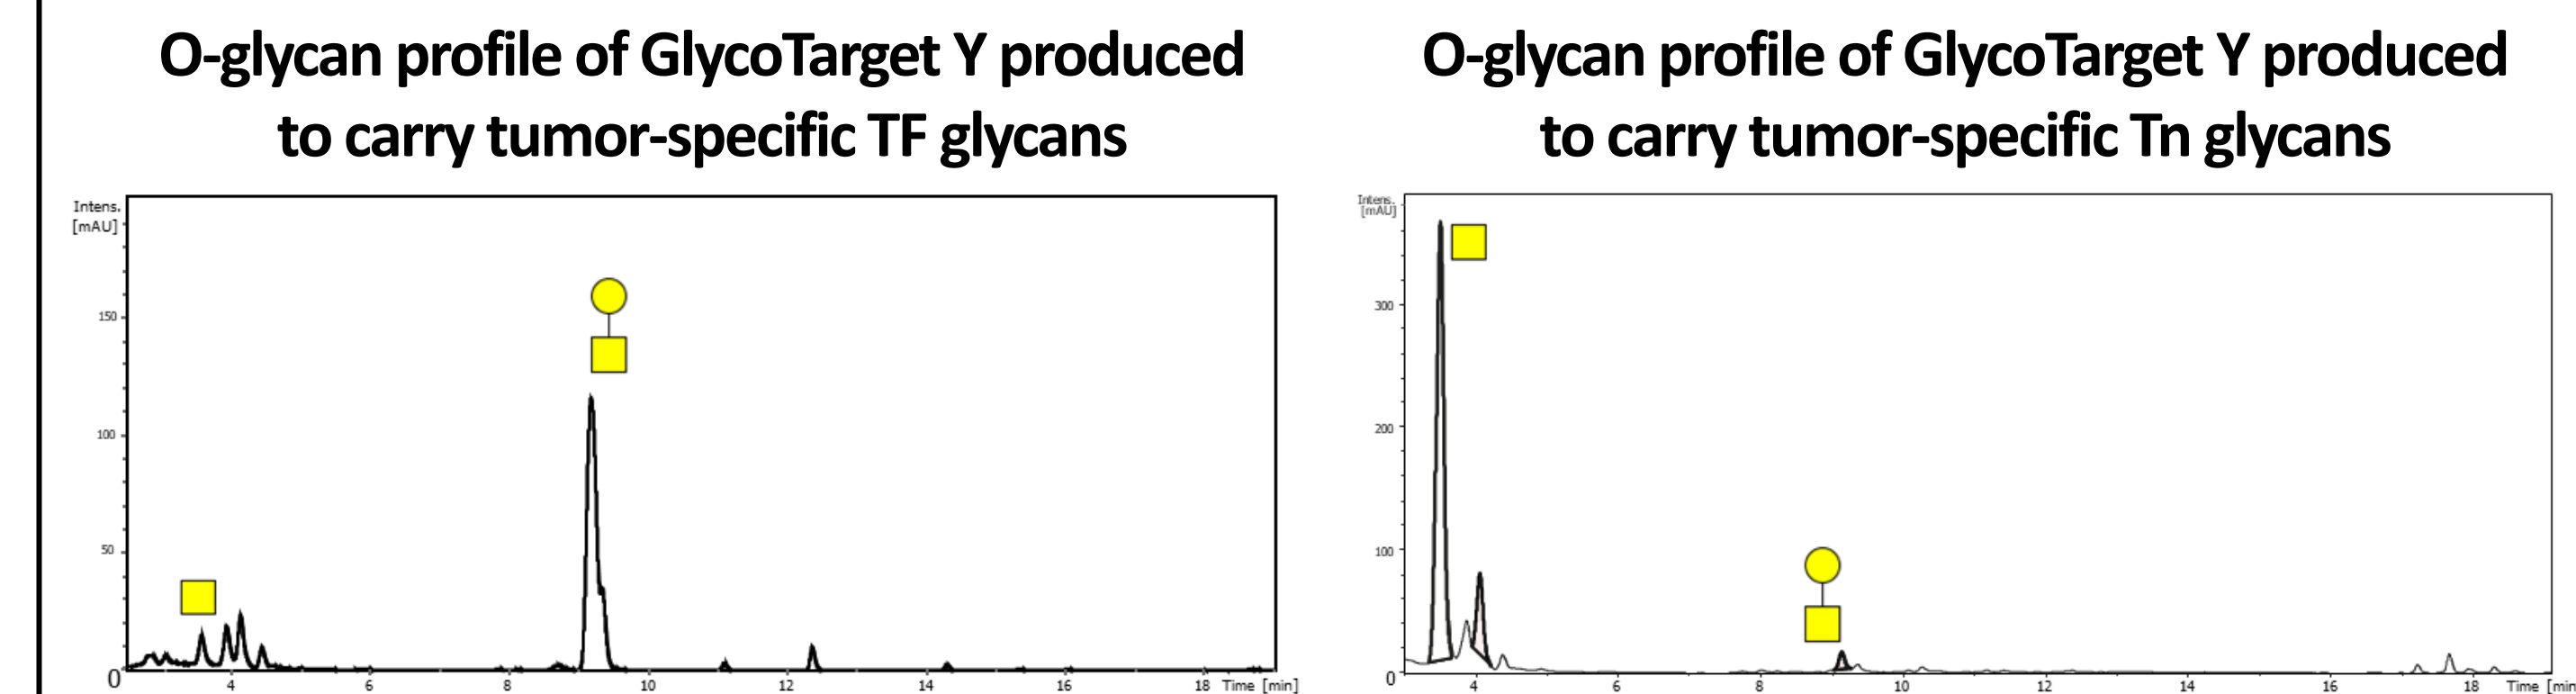 O-glycan profile of GlycoTarget Y produced
to carry tumor-specific TF glycans
O-glycan profile of GlycoTarget Y produced
to carry tumor-specific Tn glycans
Intens.
[mAU]
150
100
50
0
4 6 8 10 12 14 16 18 Time [min]
Intens.
[mAU]
300
200
100
0
4 6 8 10 12 14 16 18 Time [min